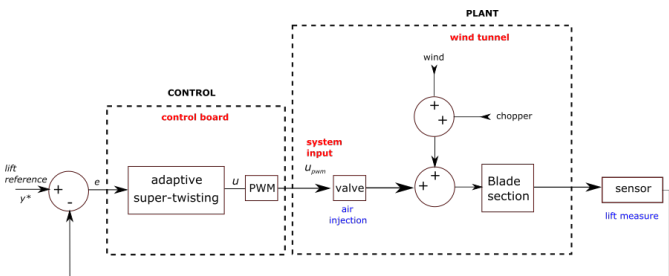 PLANT
wind tunnel
wind
CONTROL
control board
+
+
chopper
system
input
lift
reference
y*
+
-
e
adaptive
super-twisting
u
PWM
u_pwm
valve
air
injection
+
+
Blade
section
sensor
lift measure